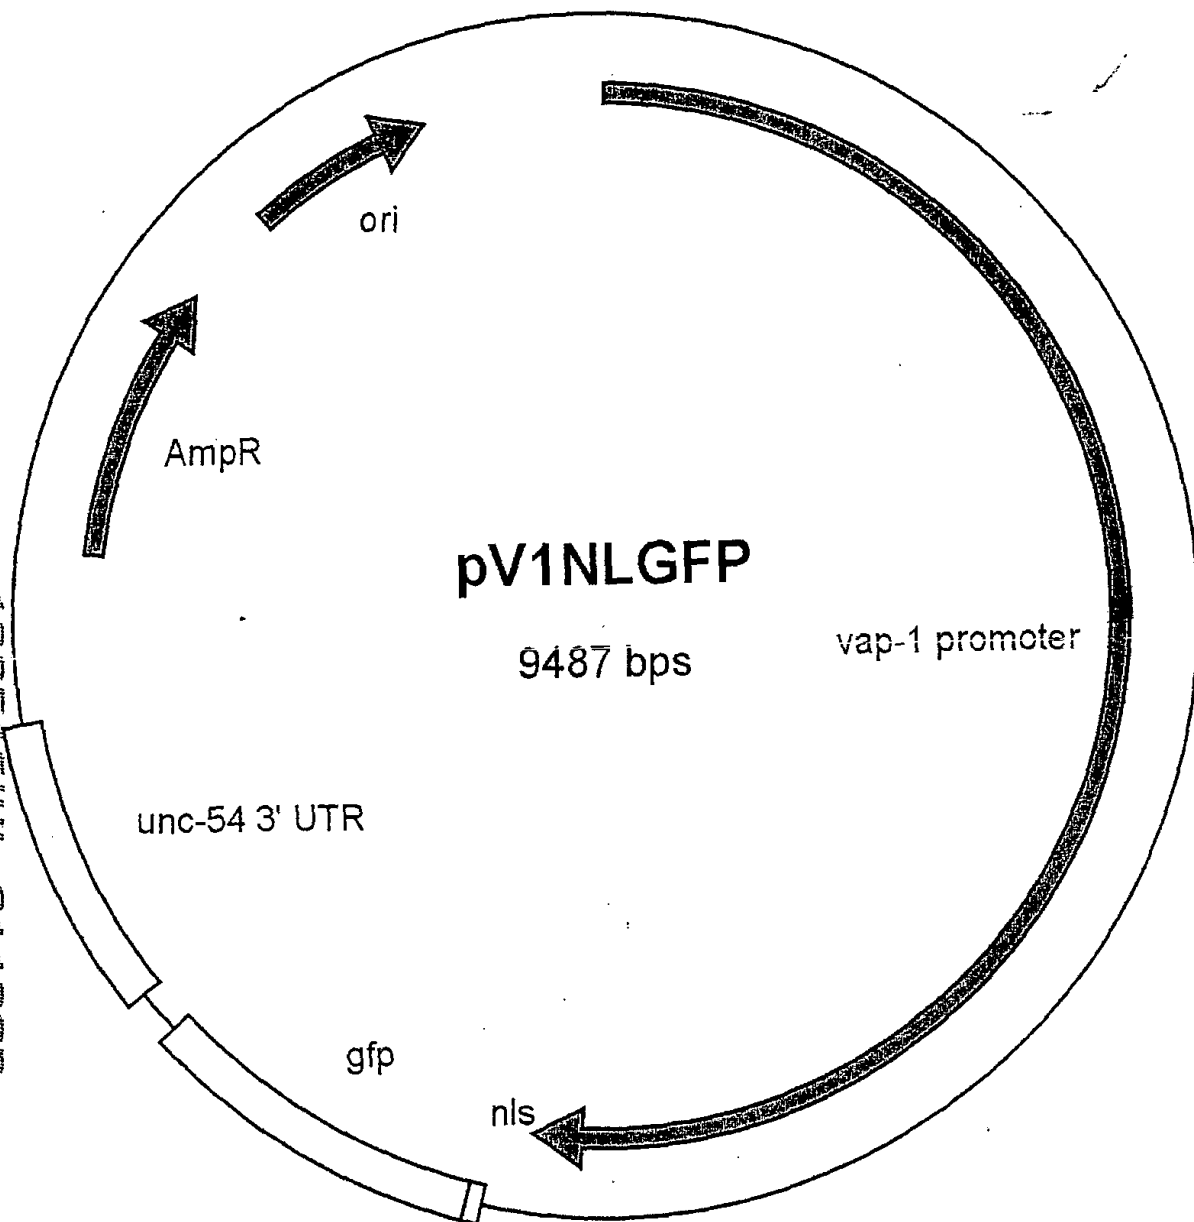 ori
AmpR
pV1NLGFP
9487 bps
vap-1 promoter
unc-54 3' UTR
gfp
nls